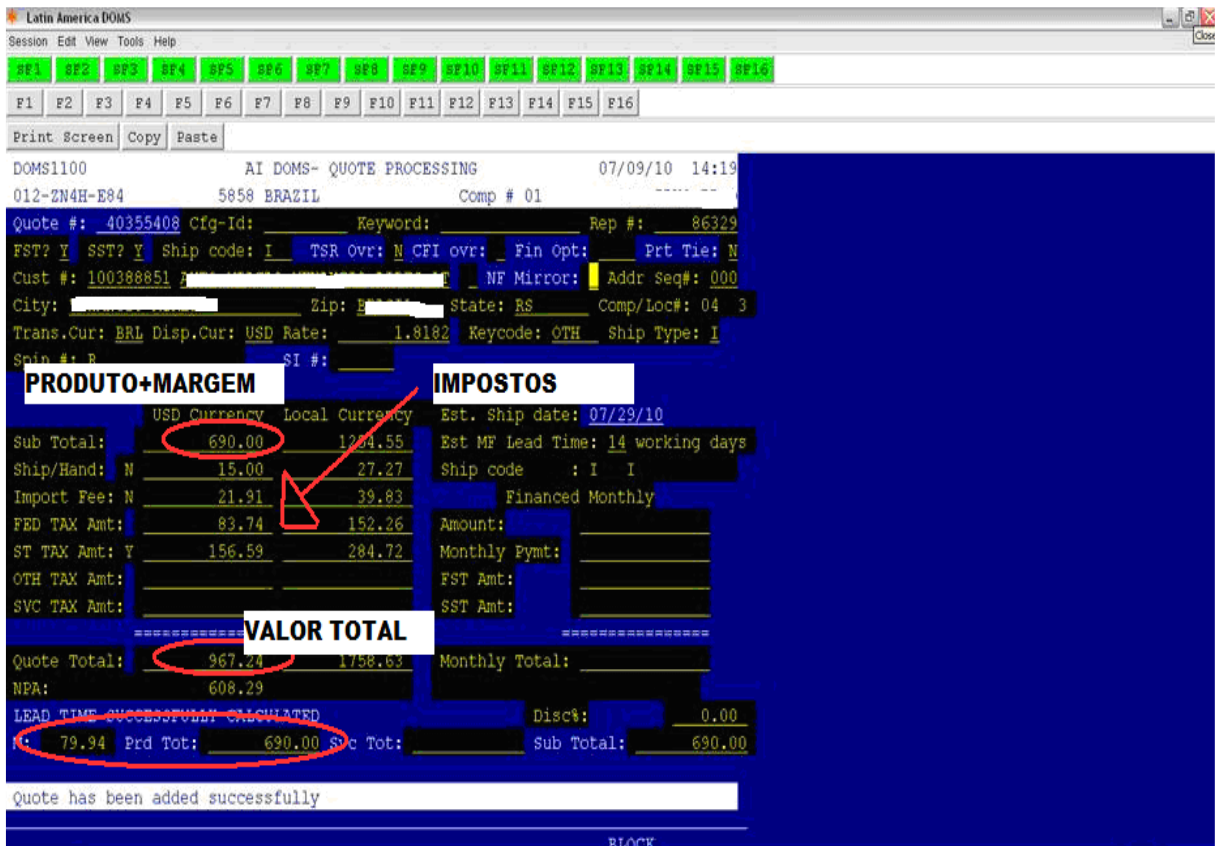 Latin America DOMS
Close
Session Edit View Tools Help
SF1 SF2 SF3 SF4 SF5 SF6 SF7 SF8 SF9 SF10 SF11 SF12 SF13 SF14 SF15 SF16
F1 F2 F3 F4 F5 F6 F7 F8 F9 F10 F11 F12 F13 F14 F15 F16
Print Screen Copy Paste
DOMS1100 AI DOMS- QUOTE PROCESSING 07/09/10 14:19
012-ZN4H-E84 5858 BRAZIL Comp # 01
Quote #: 40355408 Cfg-Id: Keyword: Rep #: 86329
FST? Y SST? Y Ship code: I TSR Ovr: N CFI ovr: Fin Opt: Prt Tie: N
Cust #: 100388851 NF Mirror: Addr Seq#: 000
City: Zip: State: RS Comp/Loc#: 04 3
Trans.Cur: BRL Disp.Cur: USD Rate: 1.8182 Keycode: OTH Ship Type: I
Spin #: R SI #:
PRODUTO+MARGEM IMPOSTOS
USD Currency Local Currency Est. Ship date: 07/29/10
Sub Total: 690.00 Est MF Lead Time: 14 working days
Ship/Hand: N 15.00 27.27 Ship code : I I
Import Fee: N 21.91 39.83 Financed Monthly
FED TAX Amt: 83.74 152.26 Amount:
ST TAX Amt: Y 156.59 284.72 Monthly Pymt:
OTH TAX Amt: FST Amt:
SVC TAX Amt: SST Amt:
VALOR TOTAL
Quote Total: 967.24 1758.63 Monthly Total:
NPA: 608.29
LEAD TIME SUCCESSFULLY CALCULATED Disc%: 0.00
79.94 Prd Tot: 690.00 Svc Tot: Sub Total: 690.00
Quote has been added successfully
BLOCK